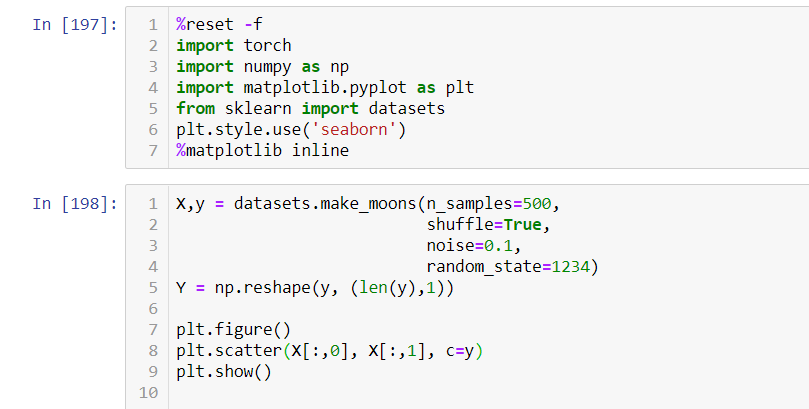 In [197]:
1 %reset -f
2 import torch
3 import numpy as np
4 import matplotlib.pyplot as plt
5 from sklearn import datasets
6 plt.style.use('seaborn')
7 %matplotlib inline
In [198]:
1 X,y = datasets.make_moons(n_samples=500,
2                           shuffle=True,
3                           noise=0.1,
4                           random_state=1234)
5 Y = np.reshape(y, (len(y),1))
6
7 plt.figure()
8 plt.scatter(X[:,0], X[:,1], c=y)
9 plt.show()
10